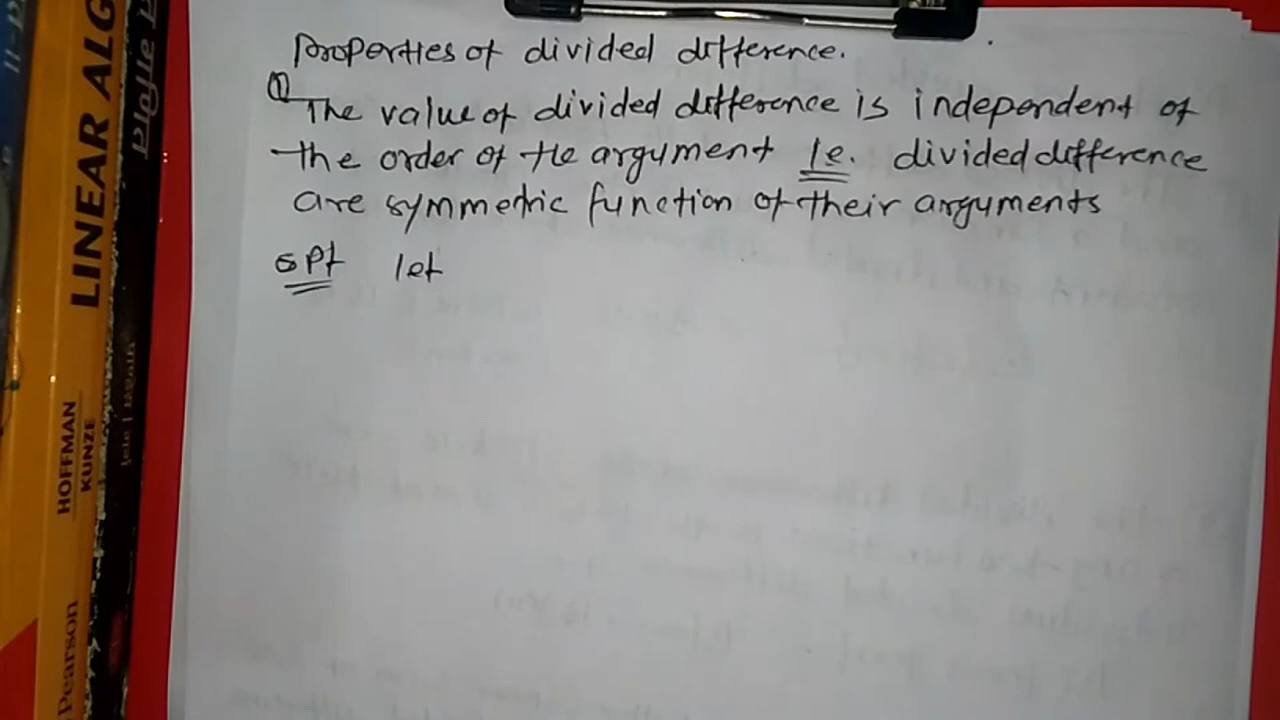 Properties of divided difference.
①
The value of divided difference is independent of
the order of the argument Ie. divided difference
are symmetric function of their arguments
spt let
LINEAR ALG
HOFFMAN
KUNZE
Pearson